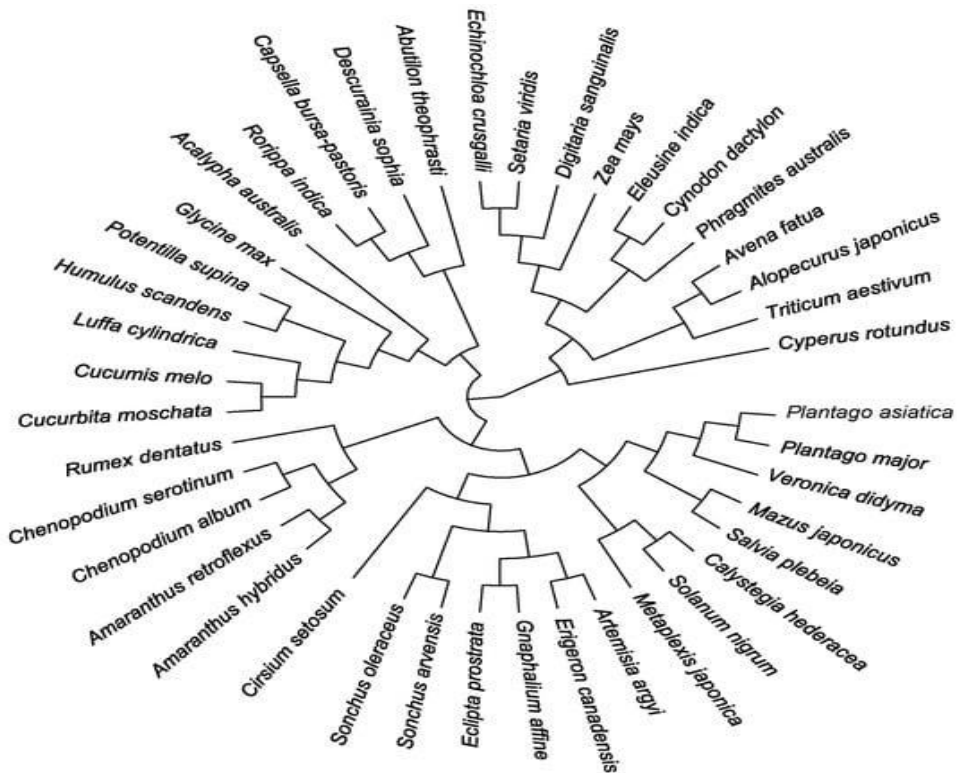 Echinochloa crusgalli
Setaria viridis
Digitaria sanguinalis
Zea mays
Eleusine indica
Cynodon dactylon
Phragmites australis
Avena fatua
Alopecurus japonicus
Triticum aestivum
Cyperus rotundus
Plantago asiatica
Plantago major
Veronica didyma
Mazus japonicus
Salvia plebeia
Calystegia hederacea
Solanum nigrum
Metaplexis japonica
Artemisia argyi
Erigeron canadensis
Gnaphalium affine
Eclipta prostrata
Sonchus arvensis
Sonchus oleraceus
Cirsium setosum
Amaranthus hybridus
Amaranthus retroflexus
Chenopodium album
Chenopodium serotinum
Rumex dentatus
Cucurbita moschata
Cucumis melo
Luffa cylindrica
Humulus scandens
Potentilla supina
Glycine max
Acalypha australis
Rorippa indica
Capsella bursa-pastoris
Descurainia sophia
Abutilon theophrasti